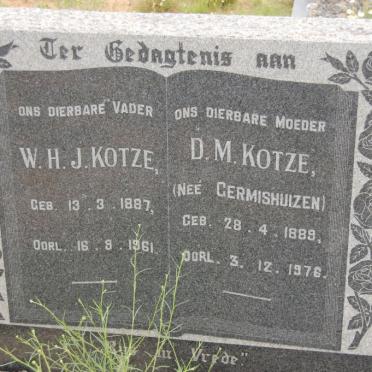 Ter Gedagtenis aan
ONS DIERBARE VADER
W.H.J. KOTZE,
GEB. 13·3·1887,
OORL. 16·9·1961.
ONS DIERBARE MOEDER
D.M. KOTZE,
(NEÉ GERMISHUIZEN)
GEB. 28·4·1889,
OORL. 3·12·1976.
in Vrede."